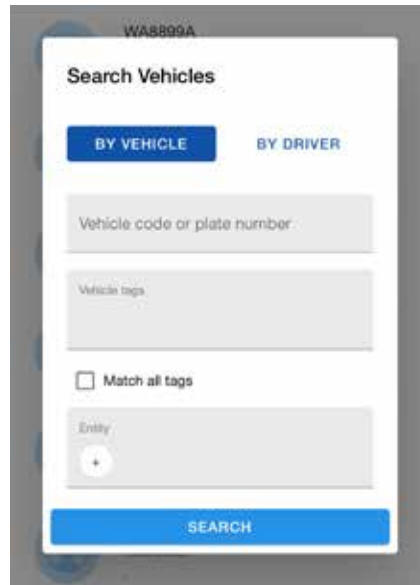 WA8899A
Search Vehicles
BY VEHICLE BY DRIVER
Vehicle code or plate number
Vehicle tags
Match all tags
Entity
+
SEARCH